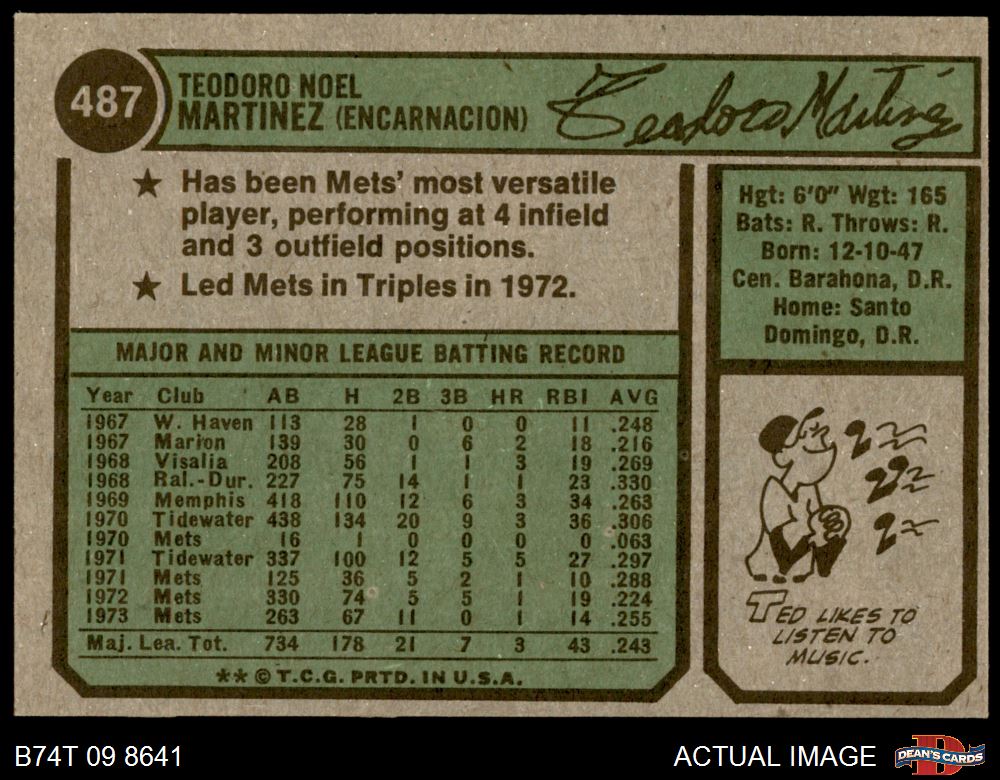 487
TEODORO NOEL
MARTINEZ (ENCARNACION)
Teodoro Martínez
★ Has been Mets' most versatile
player, performing at 4 infield
and 3 outfield positions.
★ Led Mets in Triples in 1972.
Hgt: 6'0" Wgt: 165
Bats: R. Throws: R.
Born: 12-10-47
Cen. Barahona, D.R.
Home: Santo
Domingo, D.R.
MAJOR AND MINOR LEAGUE BATTING RECORD
Year Club AB H 2B 3B HR RBI AVG
1967 W. Haven 113 28 1 0 0 11 .248
1967 Marion 139 30 0 6 2 18 .216
1968 Visalia 208 56 1 1 3 19 .269
1968 Ral.-Dur. 227 75 14 1 1 23 .330
1969 Memphis 418 110 12 6 3 34 .263
1970 Tidewater 438 134 20 9 3 36 .306
1970 Mets 16 1 0 0 0 0 .063
1971 Tidewater 337 100 12 5 5 27 .297
1971 Mets 125 36 5 2 1 10 .288
1972 Mets 330 74 5 5 1 19 .224
1973 Mets 263 67 11 0 1 14 .255
Maj. Lea. Tot. 734 178 21 7 3 43 .243
** © T.C.G. PRTD. IN U.S.A.
TED LIKES TO
LISTEN TO
MUSIC.
B74T 09 8641
ACTUAL IMAGE
D
DEAN'S CARDS